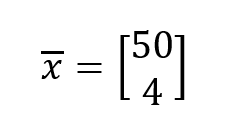 x̅ = [50
4]